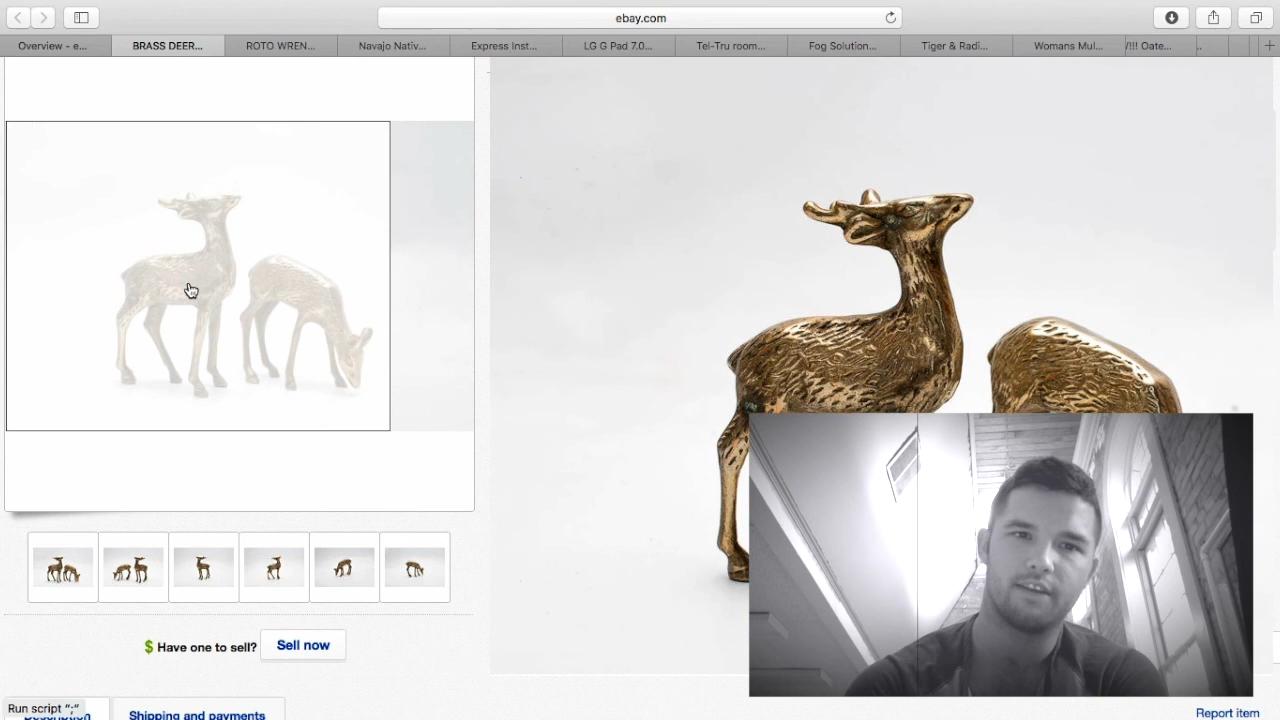 ebay.com
Overview - e...
BRASS DEER...
ROTO WREN...
Navajo Nativ...
Express Inst...
LG G Pad 7.0...
Tel-Tru room...
Fog Solution...
Tiger & Radi...
Womans Mul...
/!!! Oate...
$ Have one to sell?
Sell now
Run script ";"
Description
Shipping and payments
Report item